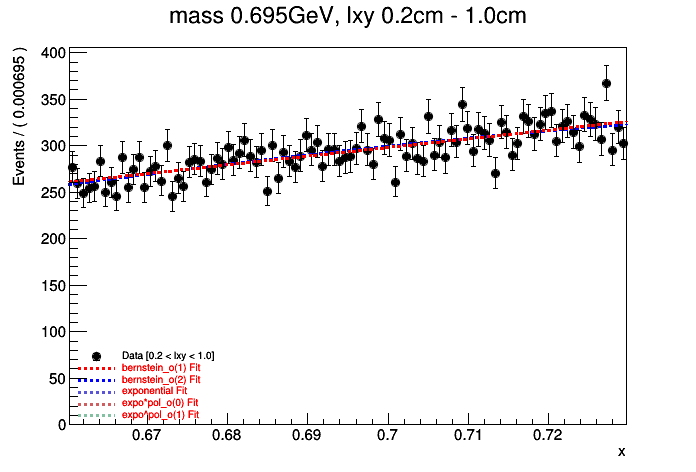 mass 0.695GeV, lxy 0.2cm - 1.0cm
Events / ( 0.000695 )
400
350
300
250
200
150
100
50
0
Data [0.2 < lxy < 1.0]
bernstein_o(1) Fit
bernstein_o(2) Fit
exponential Fit
expo*pol_o(0) Fit
expo*pol_o(1) Fit
0.67 0.68 0.69 0.7 0.71 0.72
x